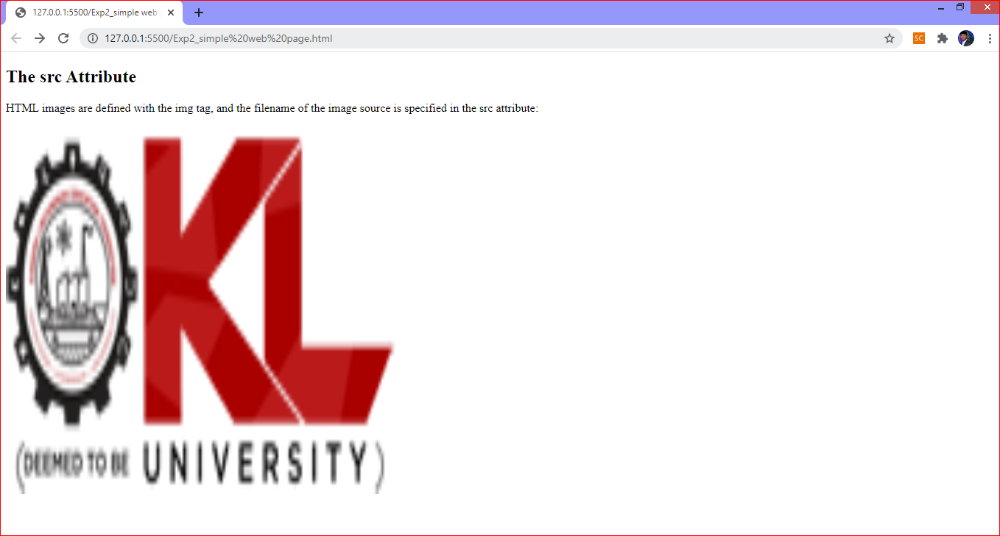 127.0.0.1:5500/Exp2_simple web
127.0.0.1:5500/Exp2_simple%20web%20page.html
SC
The src Attribute
HTML images are defined with the img tag, and the filename of the image source is specified in the src attribute:
KL
(DEEMED TO BE UNIVERSITY)